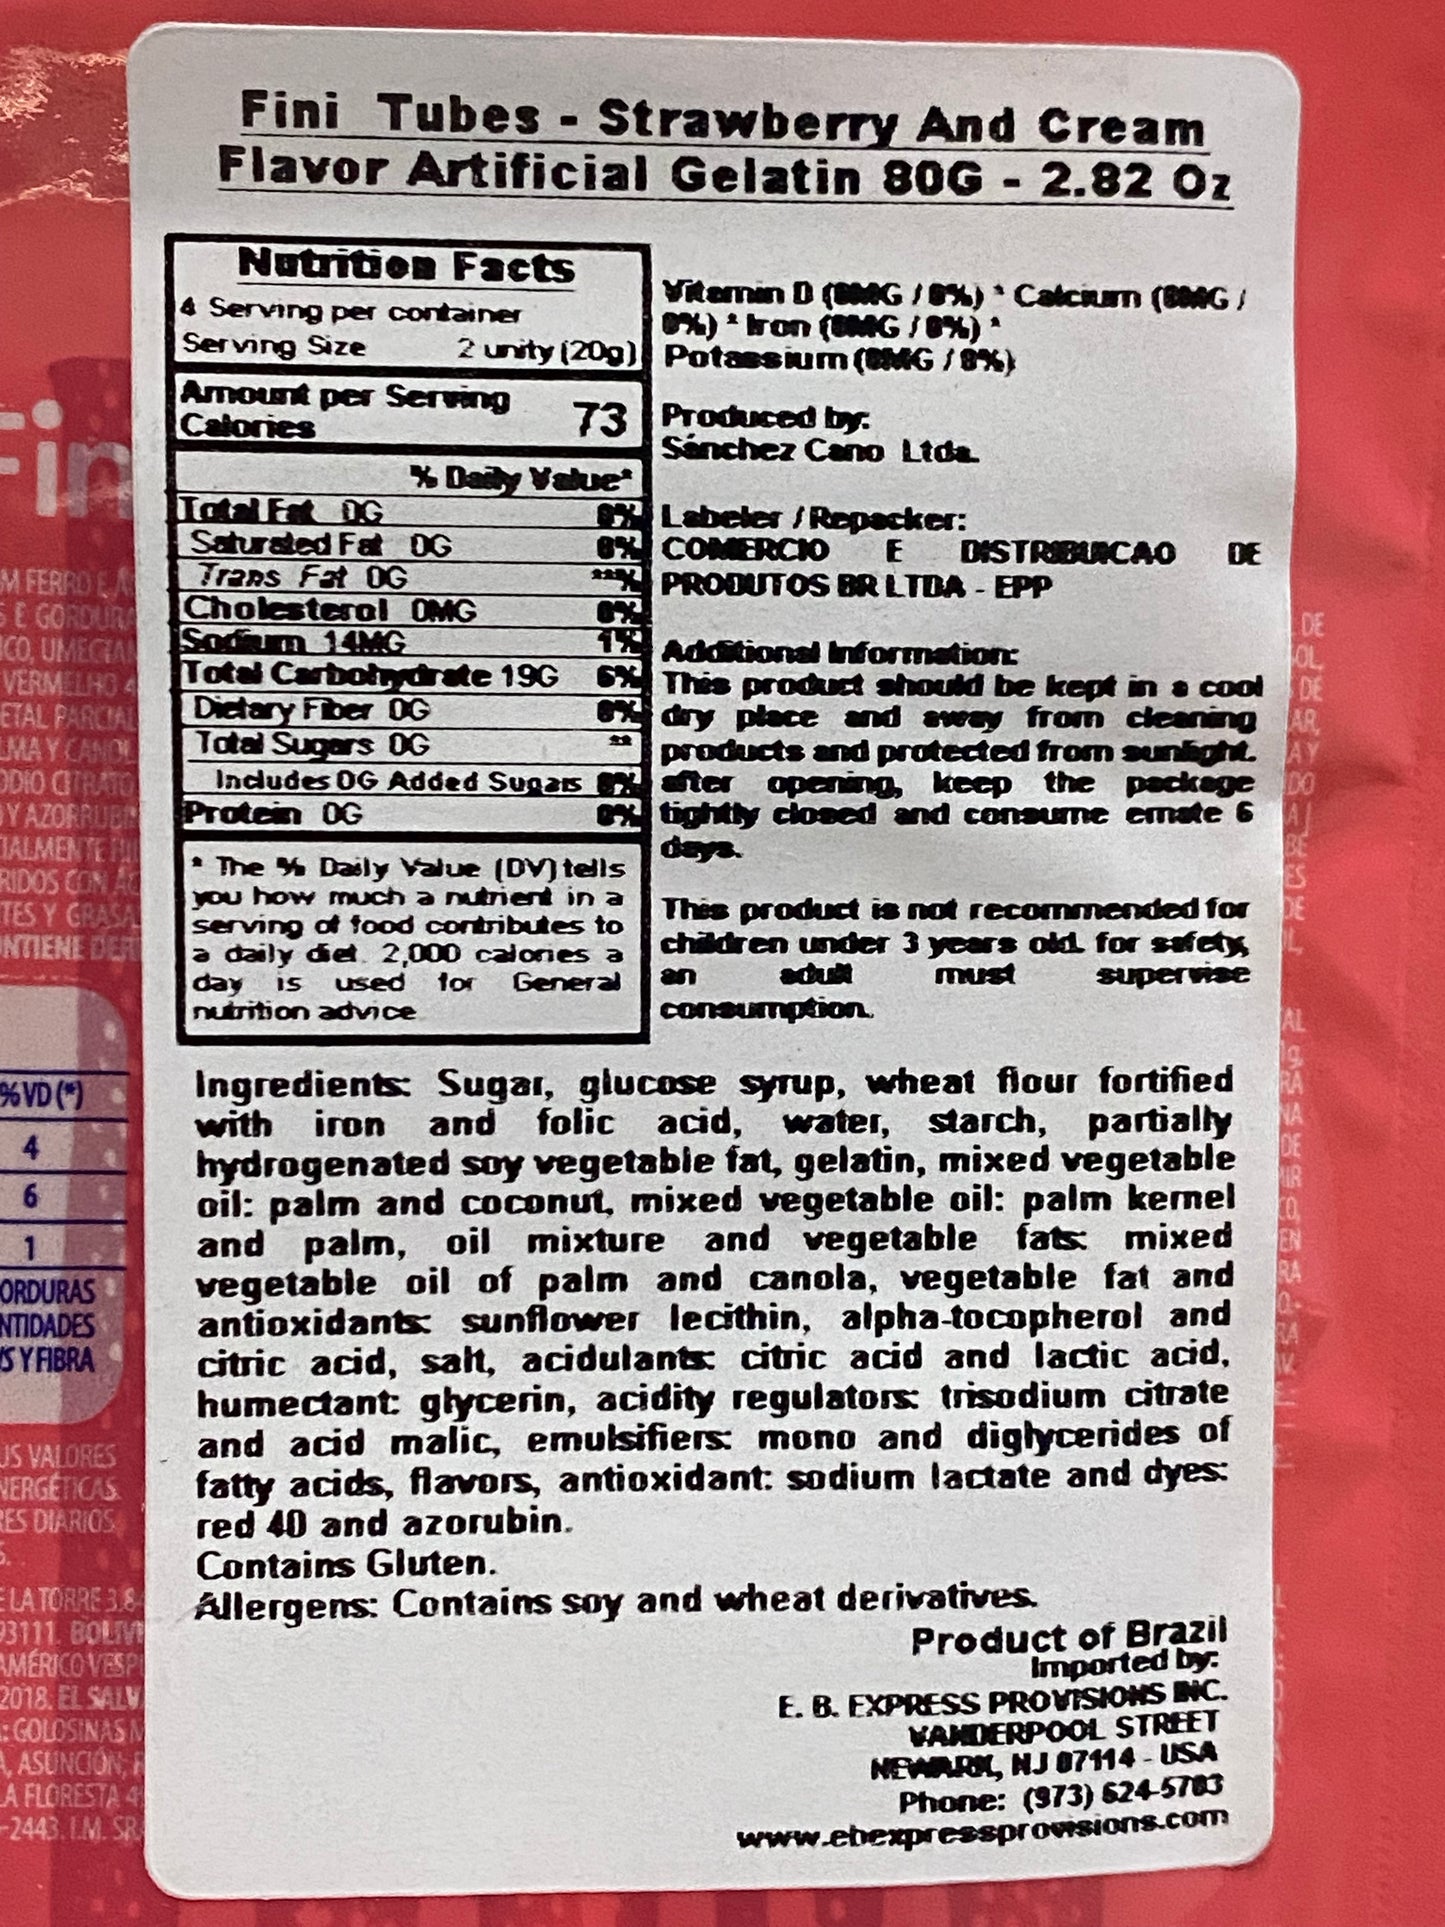 Fini Tubes - Strawberry And Cream
Flavor Artificial Gelatin 80G - 2.82 Oz
Nutrition Facts
4 Serving per container
Serving Size 2 unity (20g)
Amount per Serving
Calories 73
% Daily Value*
Total Fat 0G 0%
Saturated Fat 0G 0%
Trans Fat 0G **%
Cholesterol 0MG 0%
Sodium 14MG 1%
Total Carbohydrate 19G 6%
Dietary Fiber 0G 0%
Total Sugars 0G **
Includes 0G Added Sugars 0%
Protein 0G 0%
* The % Daily Value (DV) tells
you how much a nutrient in a
serving of food contributes to
a daily diet. 2,000 calories a
day is used for General
nutrition advice
Vitamin D (0MG / 0%) * Calcium (00MG /
0%) * Iron (0MG / 0%) *
Potassium (0MG / 0%)
Produced by:
Sánchez Cano Ltda.
Labeler / Repacker:
COMERCIO E DISTRIBUICAO DE
PRODUTOS BR LTDA - EPP
Additional Information:
This product should be kept in a cool
dry place and away from cleaning
products and protected from sunlight.
after opening, keep the package
tightly closed and consume emate 6
days.
This product is not recommended for
children under 3 years old. for safety,
an adult must supervise
consumption.
Ingredients: Sugar, glucose syrup, wheat flour fortified
with iron and folic acid, water, starch, partially
hydrogenated soy vegetable fat, gelatin, mixed vegetable
oil: palm and coconut, mixed vegetable oil: palm kernel
and palm, oil mixture and vegetable fats: mixed
vegetable oil of palm and canola, vegetable fat and
antioxidants: sunflower lecithin, alpha-tocopherol and
citric acid, salt, acidulants: citric acid and lactic acid,
humectant: glycerin, acidity regulators: trisodium citrate
and acid malic, emulsifiers: mono and diglycerides of
fatty acids, flavors, antioxidant: sodium lactate and dyes:
red 40 and azorubin.
Contains Gluten.
Allergens: Contains soy and wheat derivatives.
Product of Brazil
Imported by:
E. B. EXPRESS PROVISIONS INC.
VANDERPOOL STREET
NEWARK, NJ 07114 - USA
Phone: (973) 624-5703
www.ebexpressprovisions.com
%VD (*)
4
6
1